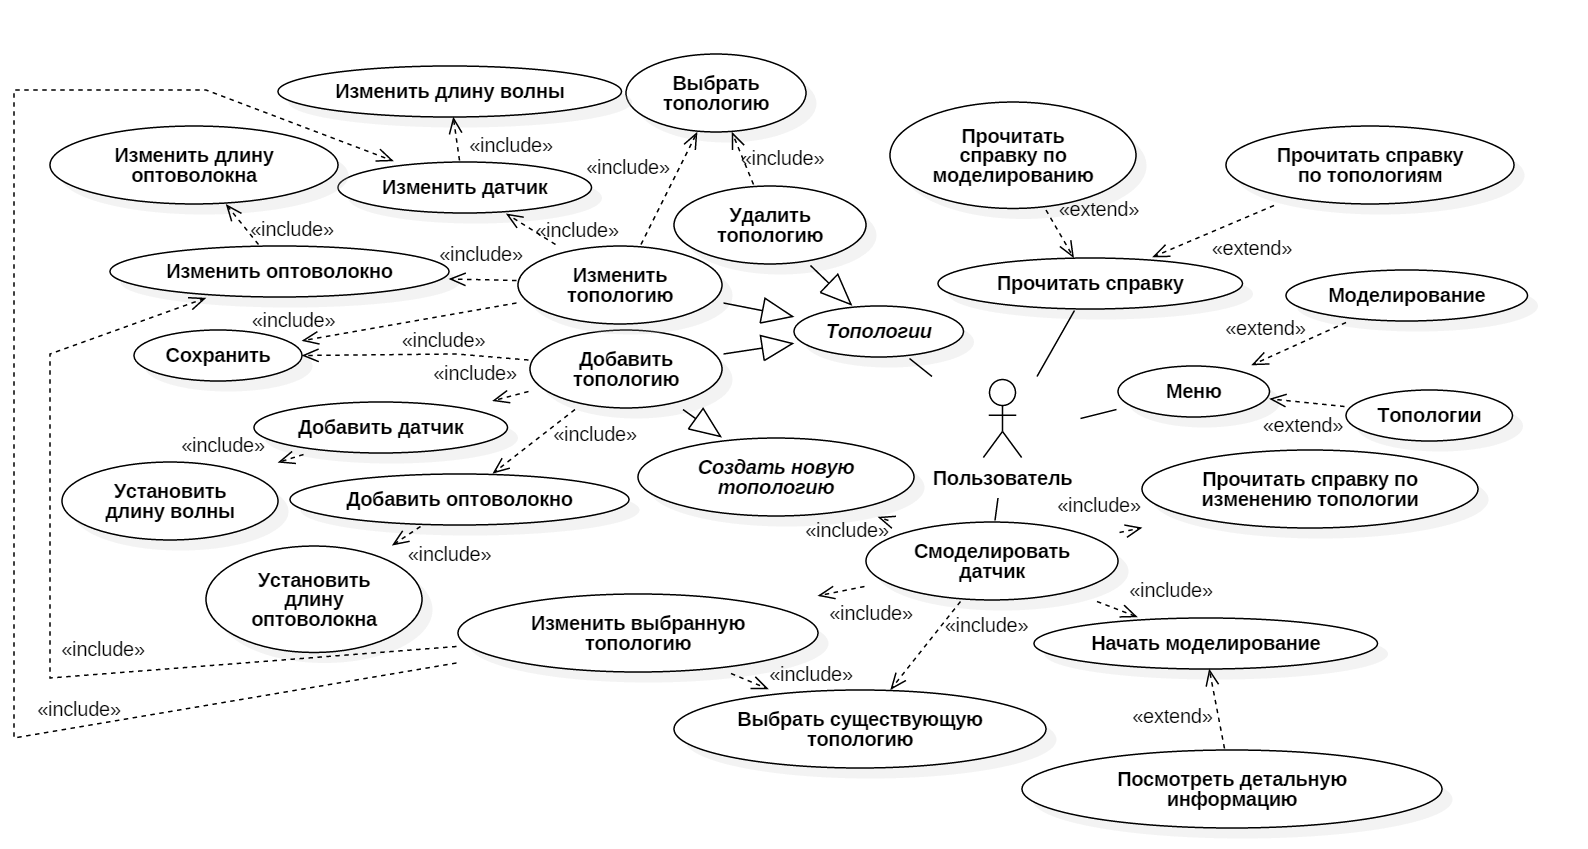 Изменить длину волны
Выбрать
топологию
«include»
«include»
«include»
Изменить длину
оптоволокна
Изменить датчик
Прочитать
справку по
моделированию
Прочитать справку
по топологиям
«include»
«include»
«include»
Удалить
топологию
«extend»
«extend»
Изменить оптоволокно
Изменить
топологию
Прочитать справку
Моделирование
«include»
«include»
Топологии
«extend»
Сохранить
Добавить
топологию
«include»
Меню
Топологии
«extend»
Добавить датчик
«include»
«include»
Создать новую
топологию
Пользователь
Прочитать справку по
изменению топологии
Установить
длину волны
Добавить оптоволокно
«include»
«include»
«include»
Смоделировать
датчик
Установить
длину
оптоволокна
«include»
«include»
«include»
Изменить выбранную
топологию
Начать моделирование
«include»
«include»
«include»
Выбрать существующую
топологию
«extend»
Посмотреть детальную
информацию